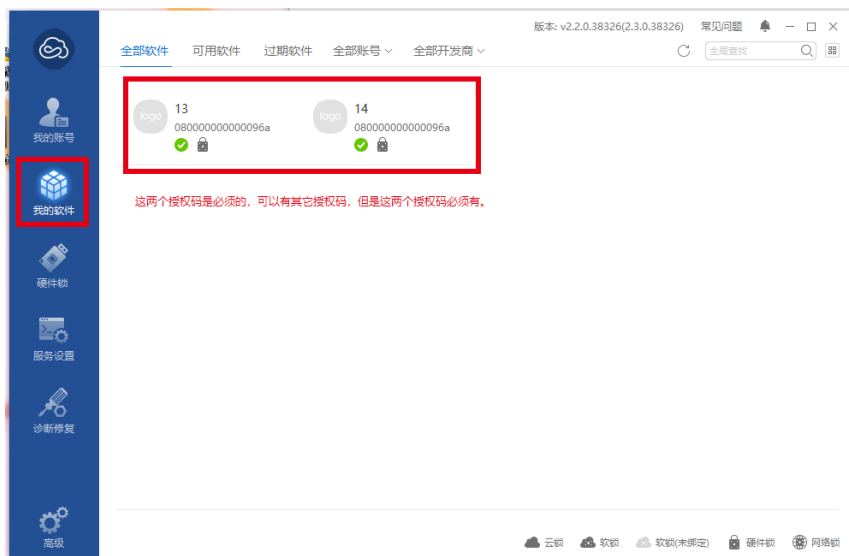 版本: v2.2.0.38326(2.3.0.38326) 常见问题
全部软件 可用软件 过期软件 全部账号 全部开发商 全局查找
logo 13 logo 14
080000000000096a 080000000000096a
我的账号
我的软件
这两个授权码是必须的，可以有其它授权码，但是这两个授权码必须有。
硬件锁
服务设置
诊断修复
高级
云锁 软锁 软锁(未绑定) 硬件锁 网络锁